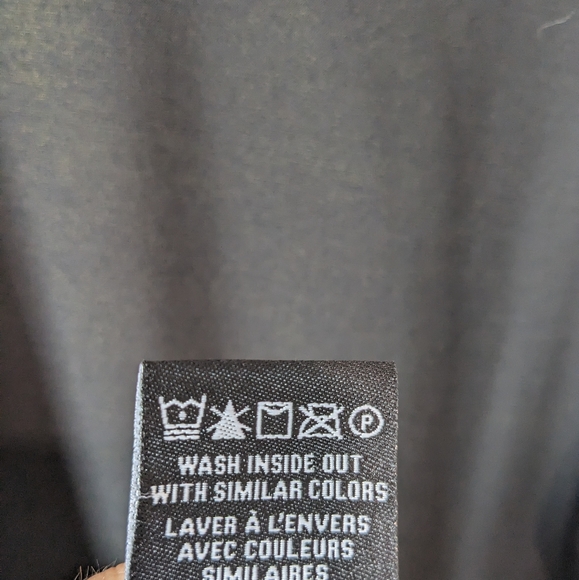 P
WASH INSIDE OUT
WITH SIMILAR COLORS
LAVER À L'ENVERS
AVEC COULEURS
SIMILAIRES